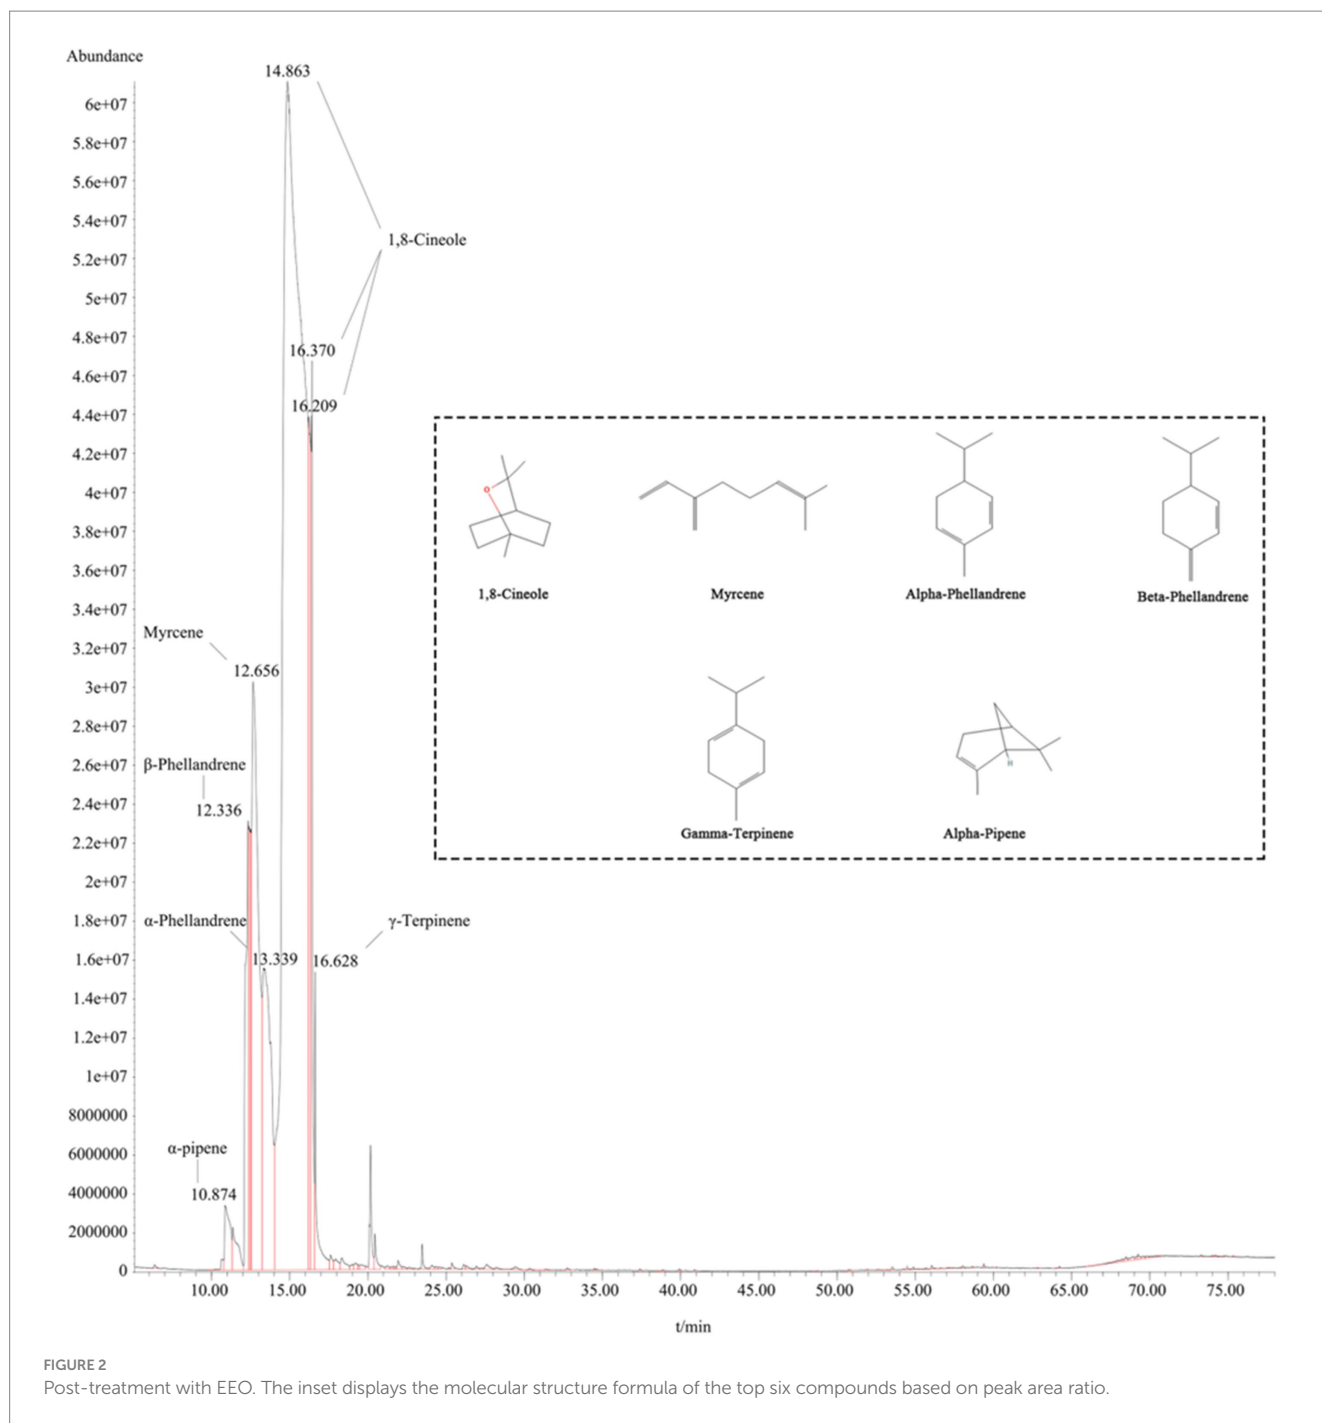 Abundance
14.863
6e+07
5.8e+07
5.6e+07
5.4e+07
1,8-Cineole
5.2e+07
5e+07
4.8e+07
16.370
4.6e+07
16.209
4.4e+07
4.2e+07
4e+07
3.8e+07
3.6e+07
3.4e+07
3.2e+07
3e+07
2.8e+07
2.6e+07
2.4e+07
2.2e+07
2e+07
1.8e+07
1.6e+07
1.4e+07
1.2e+07
1e+07
8000000
6000000
4000000
2000000
0
Myrcene
12.656
β-Phellandrene
12.336
α-Phellandrene
13.339
16.628
γ-Terpinene
α-pipene
10.874
O
1,8-Cineole
Myrcene
Alpha-Phellandrene
Beta-Phellandrene
H
Gamma-Terpinene
Alpha-Pipene
10.00 15.00 20.00 25.00 30.00 35.00 40.00 45.00 50.00 55.00 60.00 65.00 70.00 75.00
t/min
FIGURE 2
Post-treatment with EEO. The inset displays the molecular structure formula of the top six compounds based on peak area ratio.